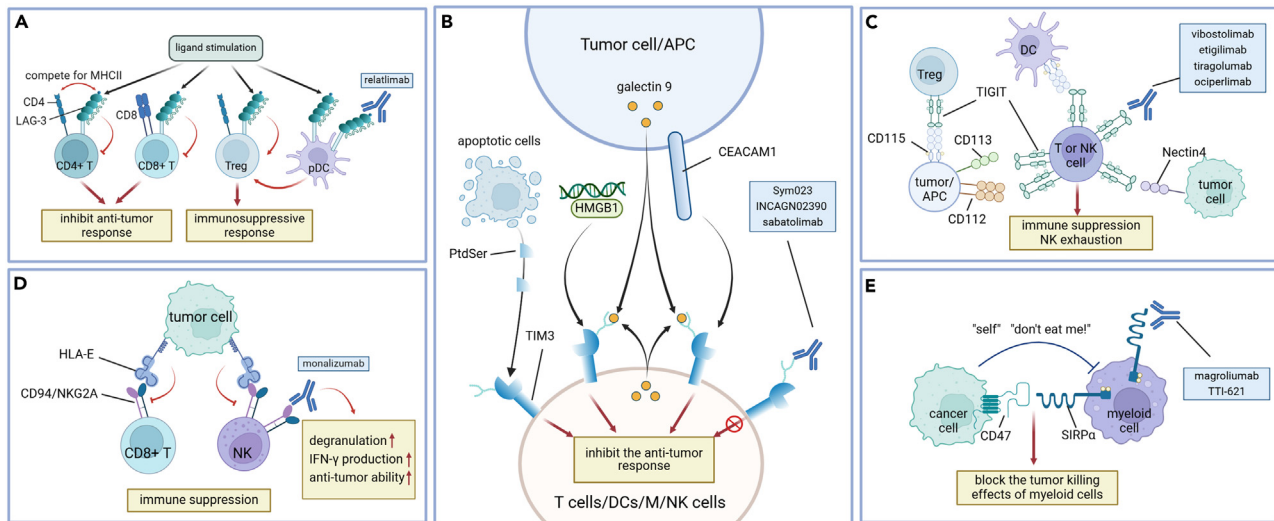 A
ligand stimulation
compete for MHCII
relatlimab
CD4
CD8
LAG-3
CD4+ T
CD8+ T
Treg
pDC
inhibit anti-tumor
response
immunosuppressive
response
B
Tumor cell/APC
galectin 9
apoptotic cells
CEACAM1
HMGB1
Sym023
INCAGN02390
sabatolimab
PtdSer
TIM3
inhibit the anti-tumor
response
T cells/DCs/M/NK cells
C
DC
vibostolimab
etigilimab
tiragolumab
ociperlimab
Treg
TIGIT
CD115
CD113
T or NK
cell
Nectin4
tumor/
APC
tumor
cell
CD112
immune suppression
NK exhaustion
D
tumor cell
HLA-E
monalizumab
CD94/NKG2A
CD8+ T
NK
degranulation
IFN-γ production
anti-tumor ability
immune suppression
E
"self" "don't eat me!"
magroliumab
TTI-621
cancer
cell
myeloid
cell
CD47
SIRPα
block the tumor killing
effects of myeloid cells